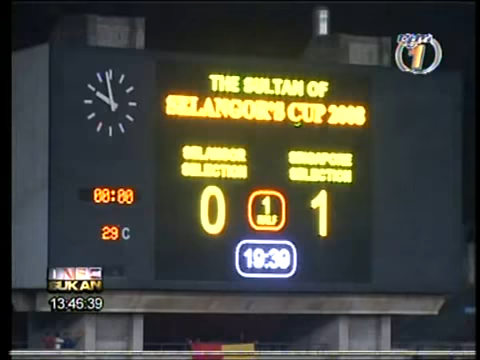 1
THE SULTAN OF
SELANGOR'S CUP 2008
SELANGOR
SELECTION
SINGAPORE
SELECTION
0
1
HALF
1
19:39
00:00
29 C
SUKAN
13:46:39